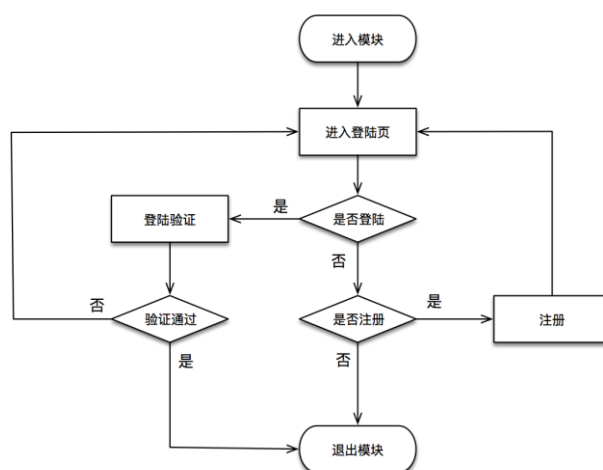 进入模块
进入登陆页
登陆验证
是
是否登陆
否
否
验证通过
是否注册
是
注册
是
否
退出模块